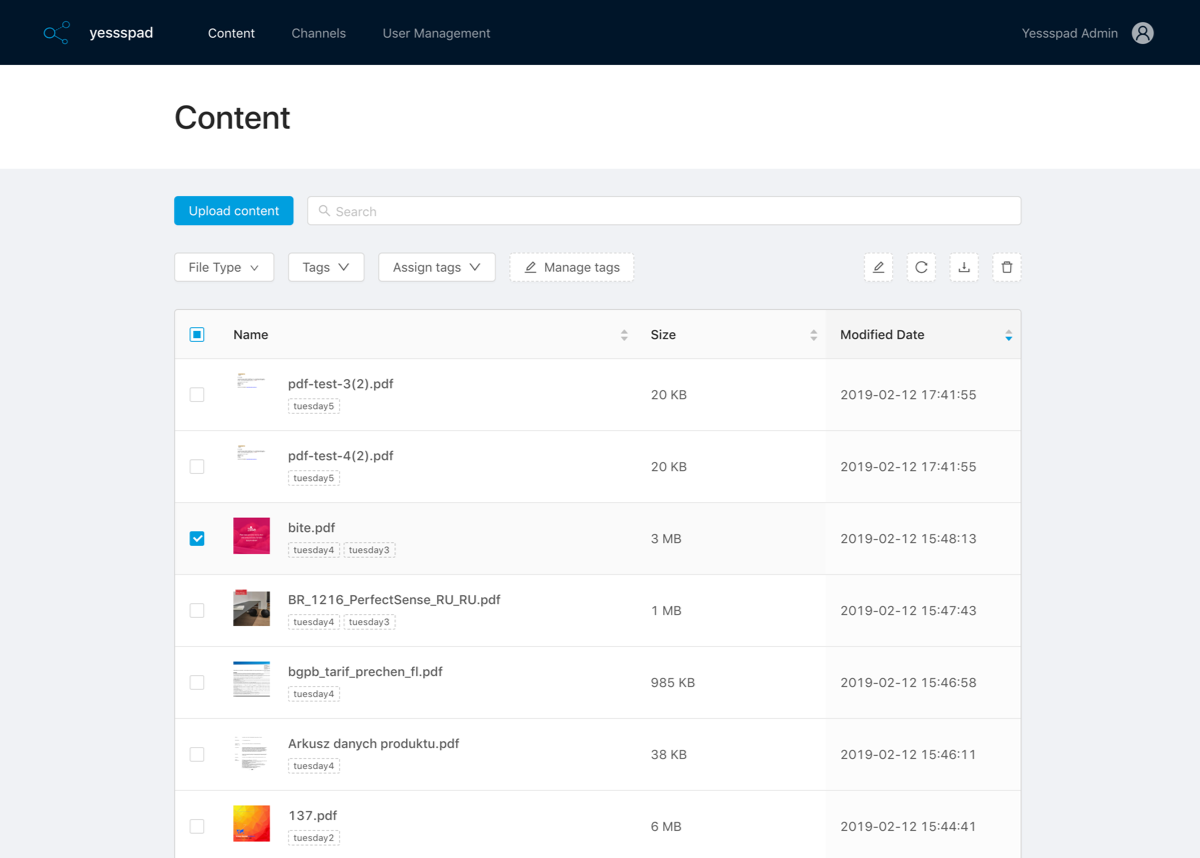 yessspad Content Channels User Management Yessspad Admin
Content
Upload content Search
File Type Tags Assign tags Manage tags
Name Size Modified Date
pdf-test-3(2).pdf
tuesday5
20 KB 2019-02-12 17:41:55
pdf-test-4(2).pdf
tuesday5
20 KB 2019-02-12 17:41:55
bite.pdf
tuesday4 tuesday3
3 MB 2019-02-12 15:48:13
BR_1216_PerfectSense_RU_RU.pdf
tuesday4 tuesday3
1 MB 2019-02-12 15:47:43
bgpb_tarif_prechen_fl.pdf
tuesday4
985 KB 2019-02-12 15:46:58
Arkusz danych produktu.pdf
tuesday4
38 KB 2019-02-12 15:46:11
137.pdf
tuesday2
6 MB 2019-02-12 15:44:41